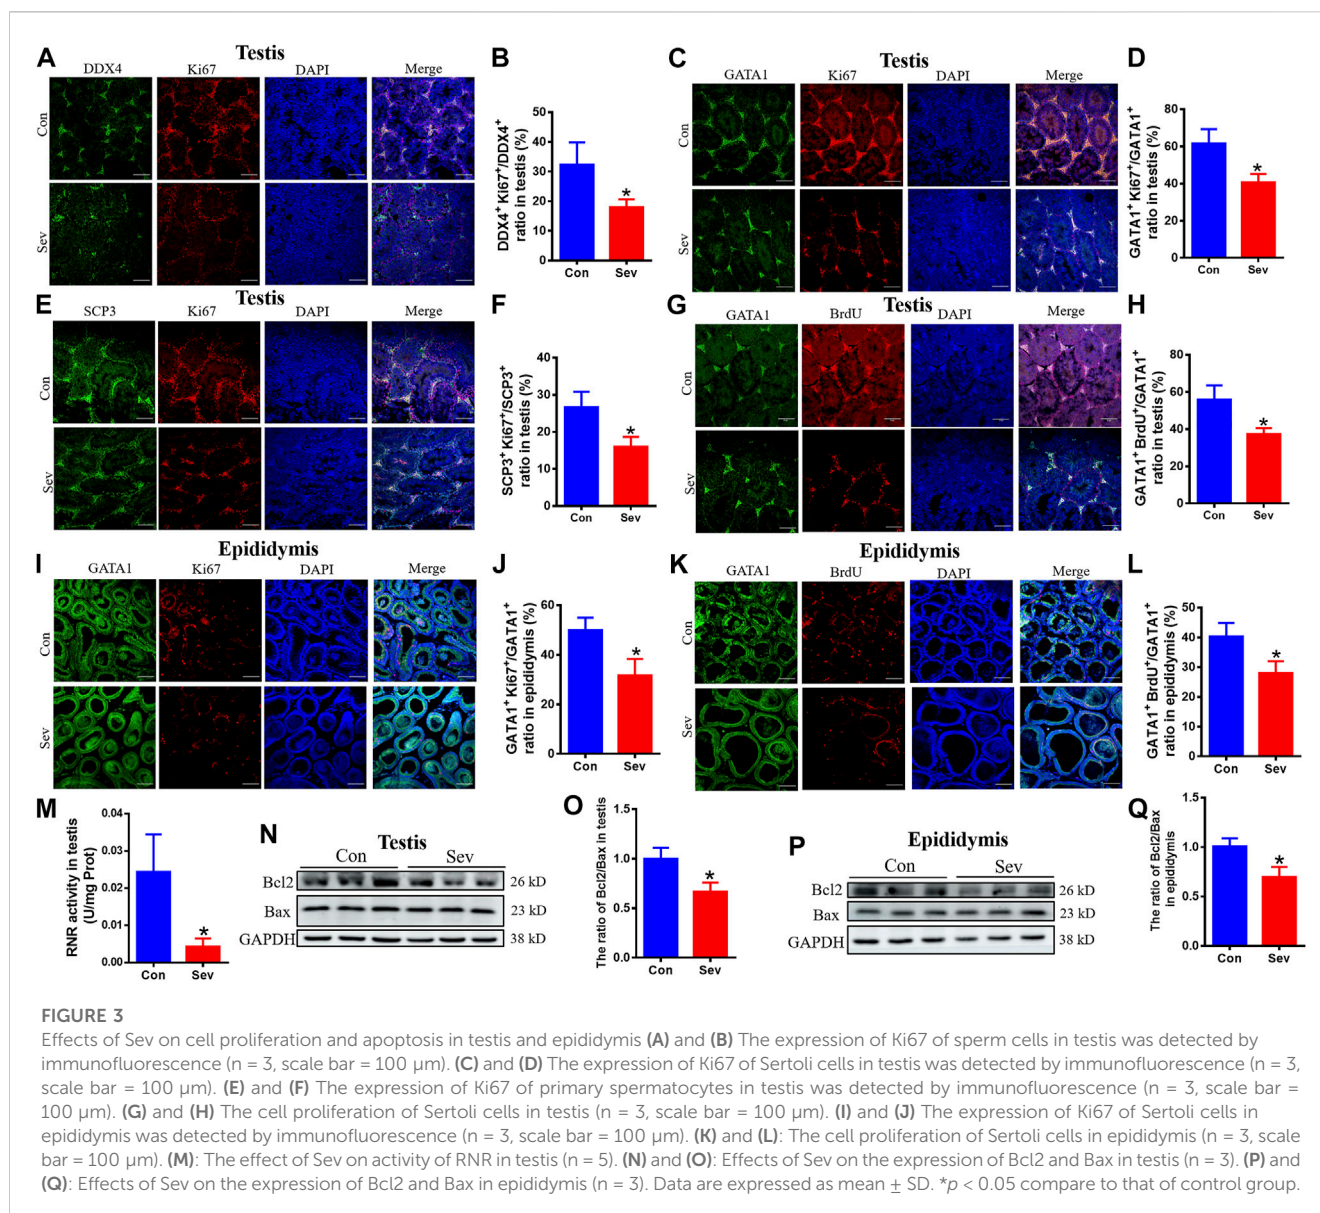 A
Testis
DDX4 Ki67 DAPI Merge
Con
Sev
B
DDX4+ Ki67+/DDX4+
ratio in testis (%)
50
40
30
20
10
0
*
Con Sev
C
Testis
GATA1 Ki67 DAPI Merge
Con
Sev
D
GATA1+ Ki67+/GATA1+
ratio in testis (%)
80
60
40
20
0
*
Con Sev
E
Testis
SCP3 Ki67 DAPI Merge
Con
Sev
F
SCP3+ Ki67+/SCP3+
ratio in testis (%)
40
30
20
10
0
*
Con Sev
G
Testis
GATA1 BrdU DAPI Merge
Con
Sev
H
GATA1+ BrdU+/GATA1+
ratio in testis (%)
80
60
40
20
0
*
Con Sev
I
Epididymis
GATA1 Ki67 DAPI Merge
Con
Sev
J
GATA1+ Ki67+/GATA1+
ratio in epididymis (%)
60
40
20
0
*
Con Sev
K
Epididymis
GATA1 BrdU DAPI Merge
Con
Sev
L
GATA1+ BrdU+/GATA1+
ratio in epididymis (%)
50
40
30
20
10
0
*
Con Sev
M
RNR activity in testis
(U/mg Prot)
0.04
0.03
0.02
0.01
0.00
*
Con Sev
N
Testis
Con Sev
Bcl2 26 kD
Bax 23 kD
GAPDH 38 kD
O
The ratio of Bcl2/Bax in testis
1.5
1.0
0.5
0.0
*
Con Sev
P
Epididymis
Con Sev
Bcl2 26 kD
Bax 23 kD
GAPDH 38 kD
Q
The ratio of Bcl2/Bax
in epididymis
1.5
1.0
0.5
0.0
*
Con Sev
FIGURE 3
Effects of Sev on cell proliferation and apoptosis in testis and epididymis (A) and (B) The expression of Ki67 of sperm cells in testis was detected by
immunofluorescence (n = 3, scale bar = 100 μm). (C) and (D) The expression of Ki67 of Sertoli cells in testis was detected by immunofluorescence (n = 3,
scale bar = 100 μm). (E) and (F) The expression of Ki67 of primary spermatocytes in testis was detected by immunofluorescence (n = 3, scale bar =
100 μm). (G) and (H) The cell proliferation of Sertoli cells in testis (n = 3, scale bar = 100 μm). (I) and (J) The expression of Ki67 of Sertoli cells in
epididymis was detected by immunofluorescence (n = 3, scale bar = 100 μm). (K) and (L): The cell proliferation of Sertoli cells in epididymis (n = 3, scale
bar = 100 μm). (M): The effect of Sev on activity of RNR in testis (n = 5). (N) and (O): Effects of Sev on the expression of Bcl2 and Bax in testis (n = 3). (P) and
(Q): Effects of Sev on the expression of Bcl2 and Bax in epididymis (n = 3). Data are expressed as mean ± SD. *p < 0.05 compare to that of control group.